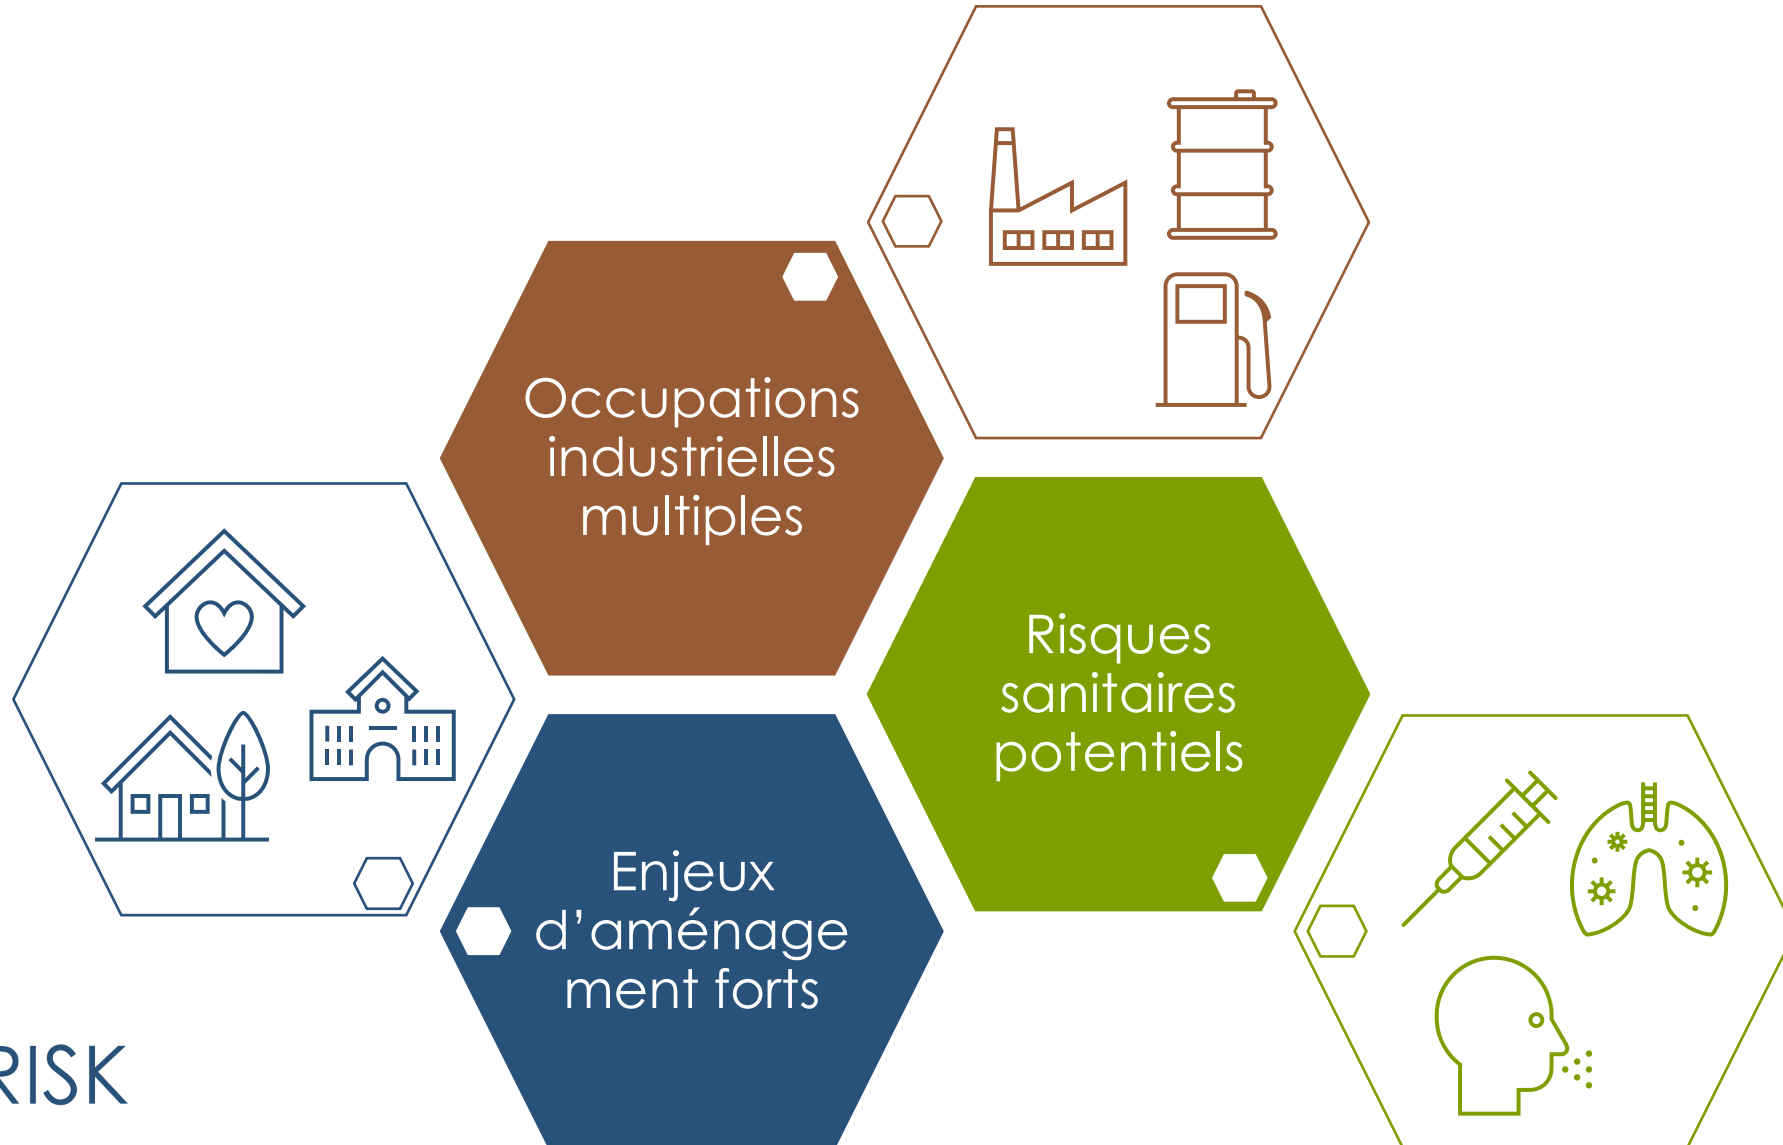 Occupations
industrielles
multiples
Risques
sanitaires
potentiels
Enjeux
d’aménage
ment forts
RISK